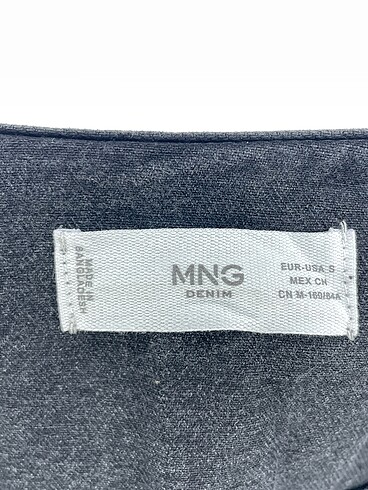 MADE IN
BANGLADESH
MNG
DENIM
EUR-USA S
MEX CH
CN M-160/84A